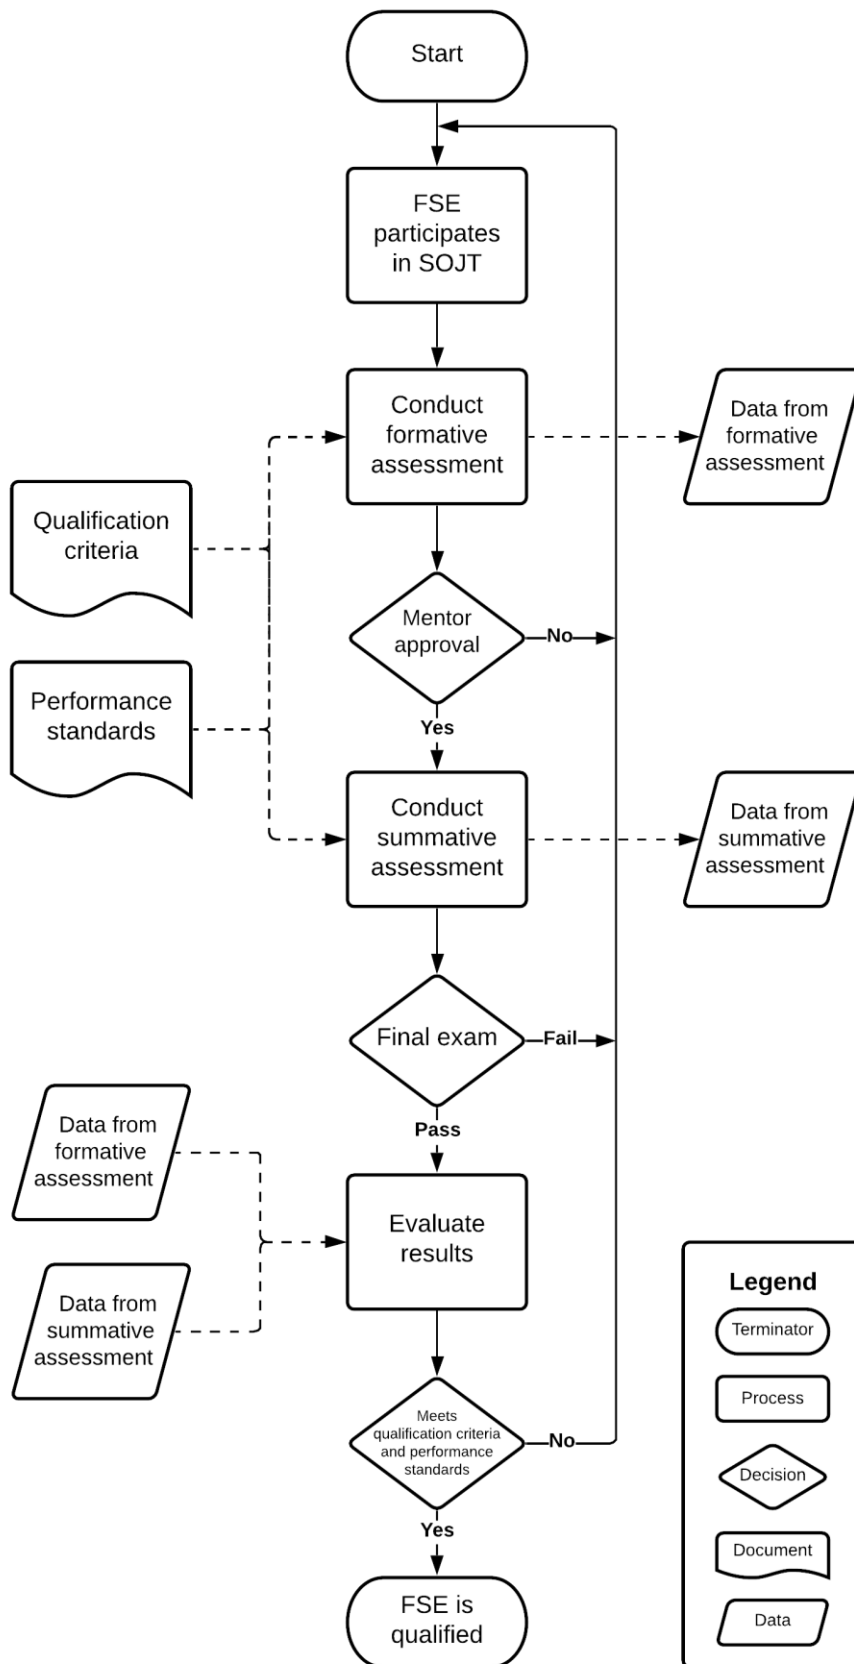 Start
FSE
participates
in SOJT
Conduct
formative
assessment
Data from
formative
assessment
Qualification
criteria
Mentor
approval
No
Performance
standards
Yes
Conduct
summative
assessment
Data from
summative
assessment
Final exam
Fail
Pass
Data from
formative
assessment
Evaluate
results
Data from
summative
assessment
Meets
qualification criteria
and performance
standards
No
Yes
FSE is
qualified
Legend
Terminator
Process
Decision
Document
Data